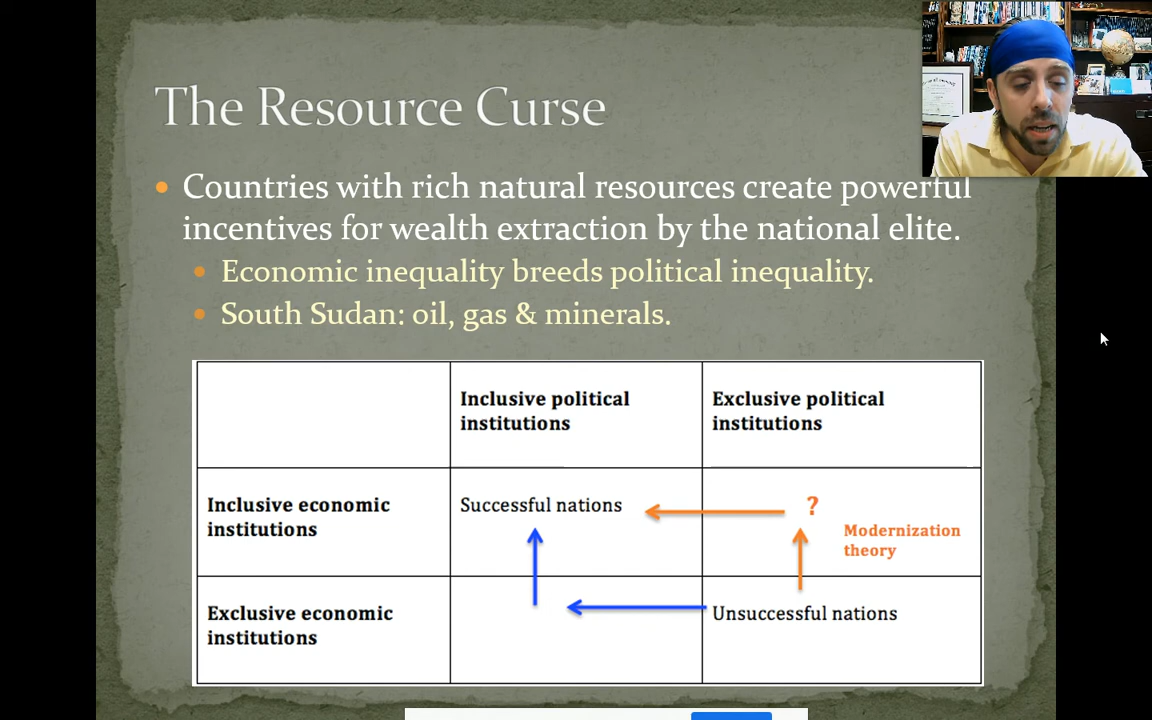 The Resource Curse
Countries with rich natural resources create powerful
incentives for wealth extraction by the national elite.
Economic inequality breeds political inequality.
South Sudan: oil, gas & minerals.
Inclusive political
institutions
Exclusive political
institutions
Inclusive economic
institutions
Successful nations
?
Modernization
theory
Exclusive economic
institutions
Unsuccessful nations